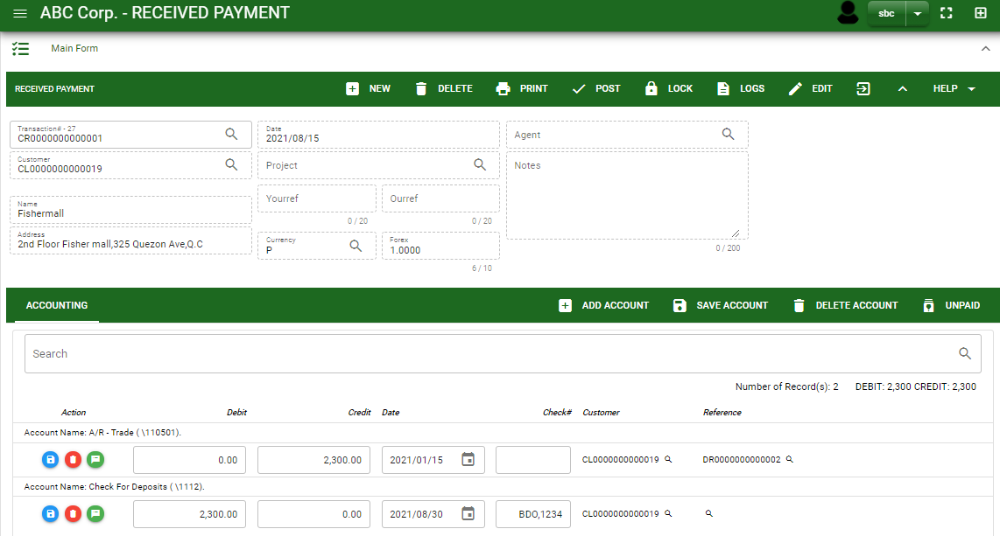 ABC Corp. - RECEIVED PAYMENT
sbc
Main Form
RECEIVED PAYMENT NEW DELETE PRINT POST LOCK LOGS EDIT HELP
Transaction# - 27
CR0000000000001
Date
2021/08/15
Agent
Customer
CL0000000000019
Project
Notes
Name
Fishermall
Yourref
0 / 20
Ourref
0 / 20
Address
2nd Floor Fisher mall,325 Quezon Ave,Q.C
Currency
P
Forex
1.0000
6 / 10
0 / 200
ACCOUNTING ADD ACCOUNT SAVE ACCOUNT DELETE ACCOUNT UNPAID
Search
Number of Record(s): 2 DEBIT: 2,300 CREDIT: 2,300
Action Debit Credit Date Check# Customer Reference
Account Name: A/R - Trade ( \110501).
0.00 2,300.00 2021/01/15 CL0000000000019 DR0000000000002
Account Name: Check For Deposits ( \1112).
2,300.00 0.00 2021/08/30 BDO,1234 CL0000000000019